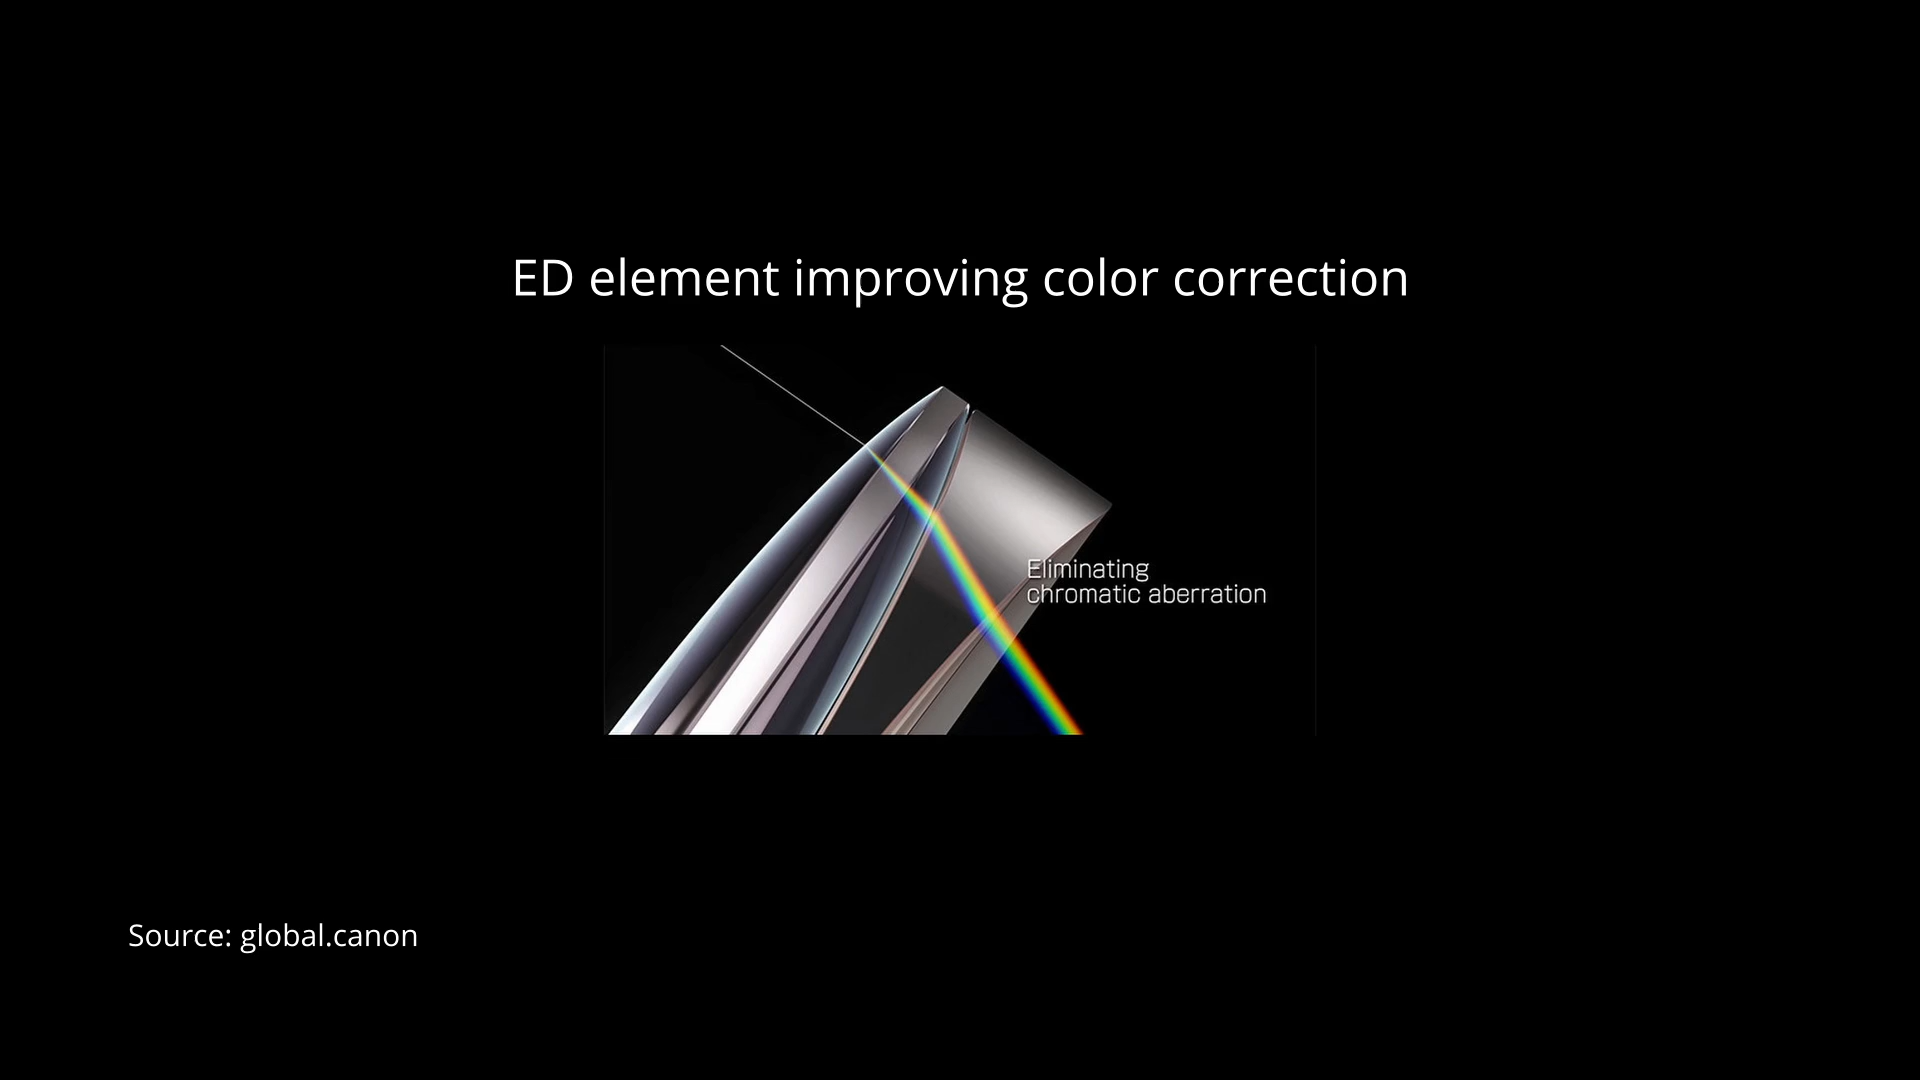 ED element improving color correction
Eliminating
chromatic aberration
Source: global.canon